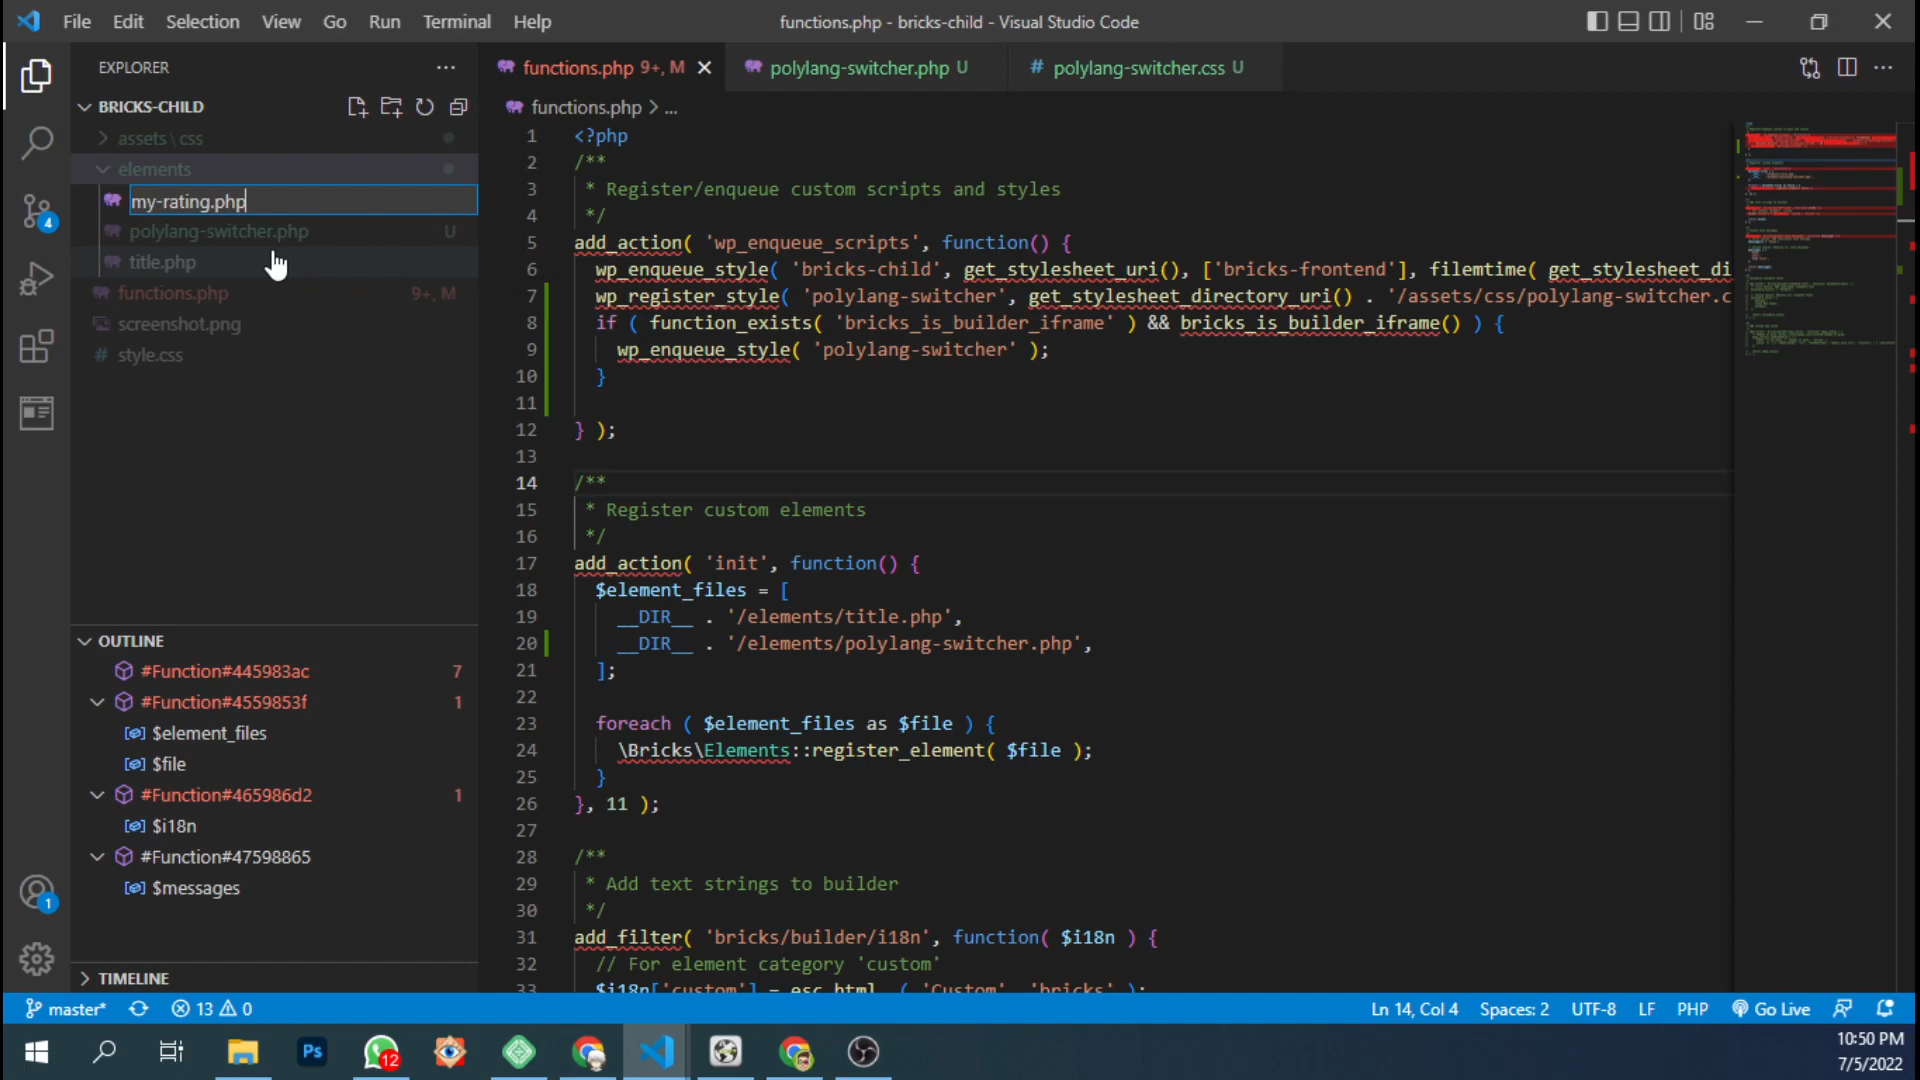 File Edit Selection View Go Run Terminal Help
functions.php - bricks-child - Visual Studio Code
EXPLORER
functions.php 9+, M
polylang-switcher.php U
# polylang-switcher.css U
BRICKS-CHILD
functions.php > ...
assets \ css
elements
my-rating.php
polylang-switcher.php U
title.php
functions.php 9+, M
screenshot.png
# style.css
1 <?php
2 /**
3 * Register/enqueue custom scripts and styles
4 */
5 add_action( 'wp_enqueue_scripts', function() {
6 wp_enqueue_style( 'bricks-child', get_stylesheet_uri(), ['bricks-frontend'], filemtime( get_stylesheet_di
7 wp_register_style( 'polylang-switcher', get_stylesheet_directory_uri() . '/assets/css/polylang-switcher.c
8 if ( function_exists( 'bricks_is_builder_iframe' ) && bricks_is_builder_iframe() ) {
9 wp_enqueue_style( 'polylang-switcher' );
10 }
11
12 } );
13
14 /**
15 * Register custom elements
16 */
17 add_action( 'init', function() {
18 $element_files = [
19 __DIR__ . '/elements/title.php',
20 __DIR__ . '/elements/polylang-switcher.php',
21 ];
22
23 foreach ( $element_files as $file ) {
24 \Bricks\Elements::register_element( $file );
25 }
26 }, 11 );
27
28 /**
29 * Add text strings to builder
30 */
31 add_filter( 'bricks/builder/i18n', function( $i18n ) {
32 // For element category 'custom'
33 $i18n['custom'] = esc_html__( 'Custom', 'bricks' );
OUTLINE
#Function#445983ac 7
#Function#4559853f 1
$element_files
$file
#Function#465986d2 1
$i18n
#Function#47598865
$messages
TIMELINE
4
1
master*
13 0
Ln 14, Col 4 Spaces: 2 UTF-8 LF PHP Go Live
Ps
12
10:50 PM
7/5/2022